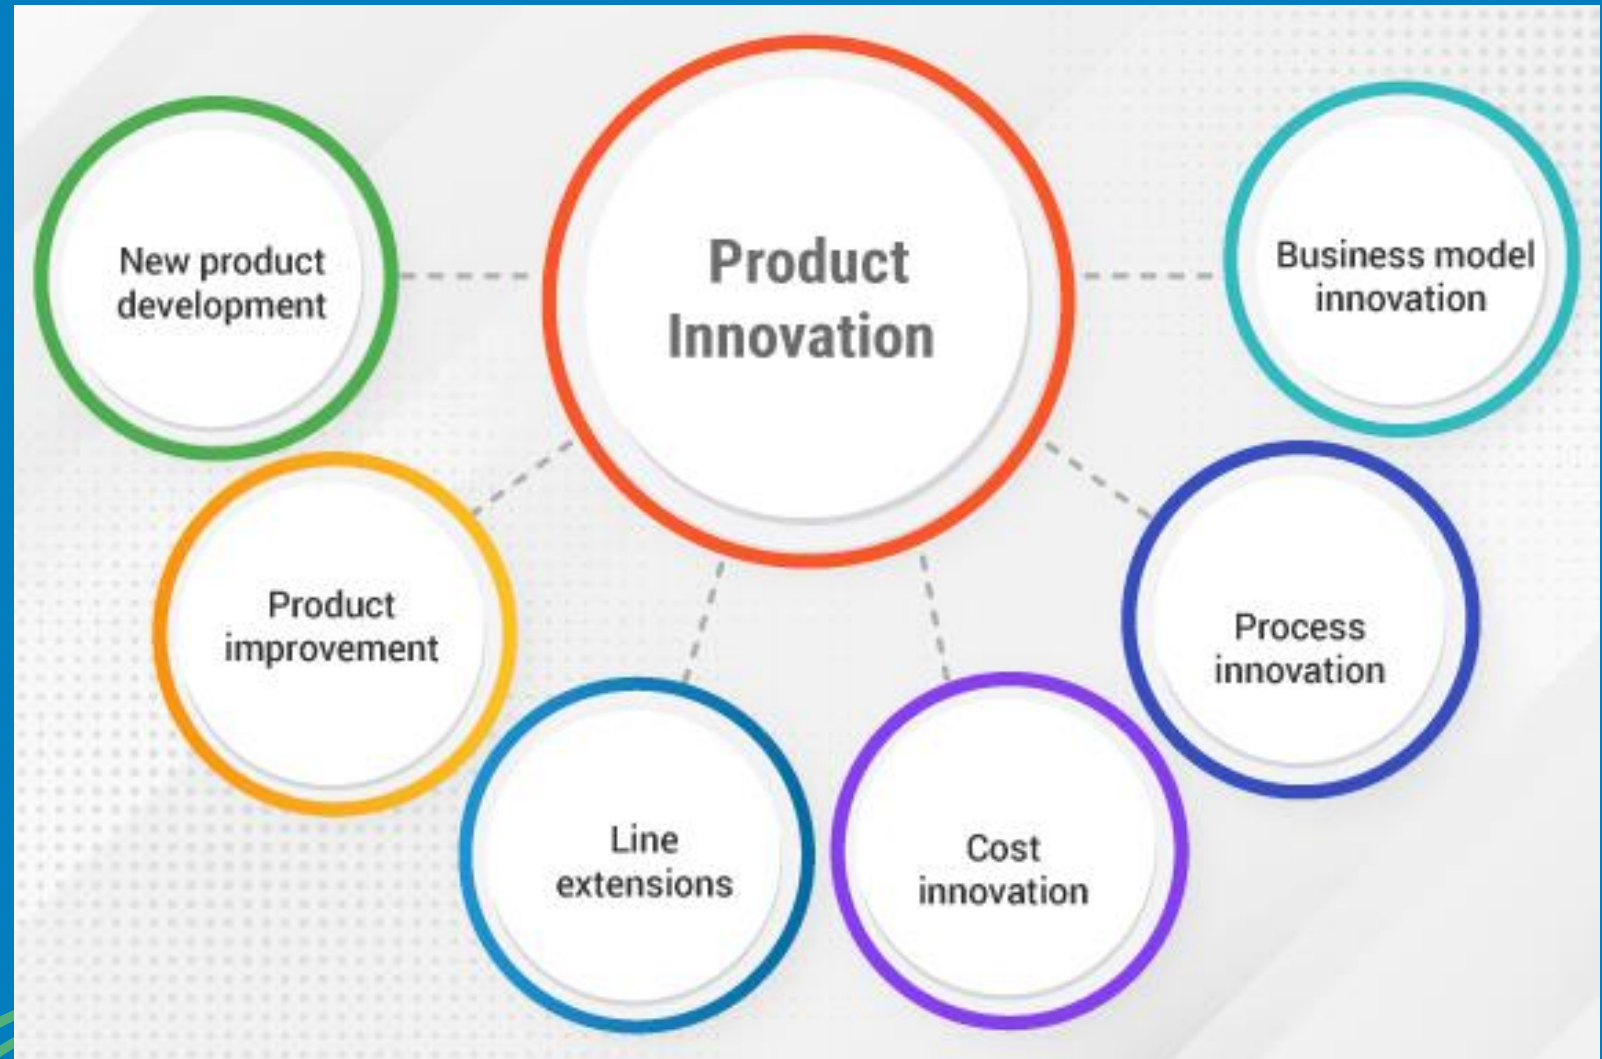 Product
Innovation
New product
development
Product
improvement
Line
extensions
Cost
innovation
Process
innovation
Business model
innovation